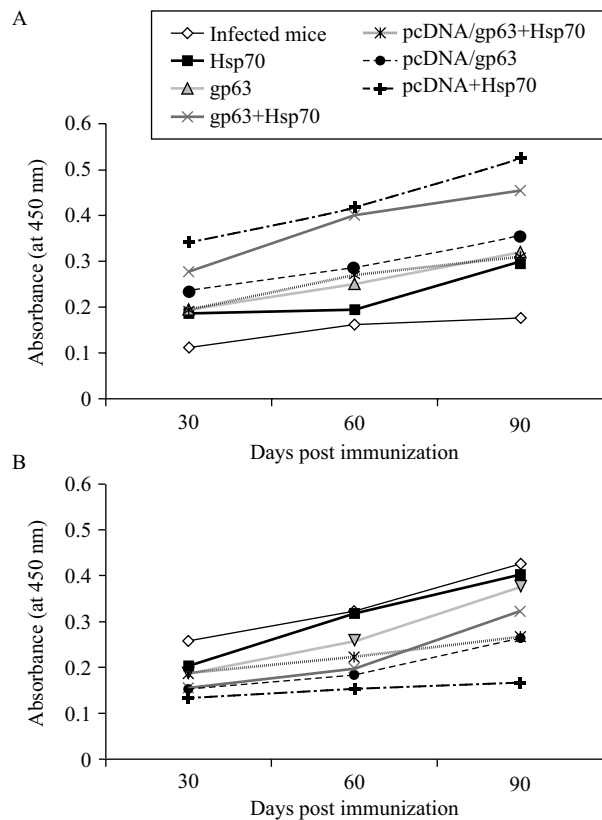 A
Infected mice
Hsp70
gp63
gp63+Hsp70
pcDNA/gp63+Hsp70
pcDNA/gp63
pcDNA+Hsp70
Absorbance (at 450 nm)
0.6
0.5
0.4
0.3
0.2
0.1
0
30 60 90
Days post immunization
B
Absorbance (at 450 nm)
0.6
0.5
0.4
0.3
0.2
0.1
0
30 60 90
Days post immunization